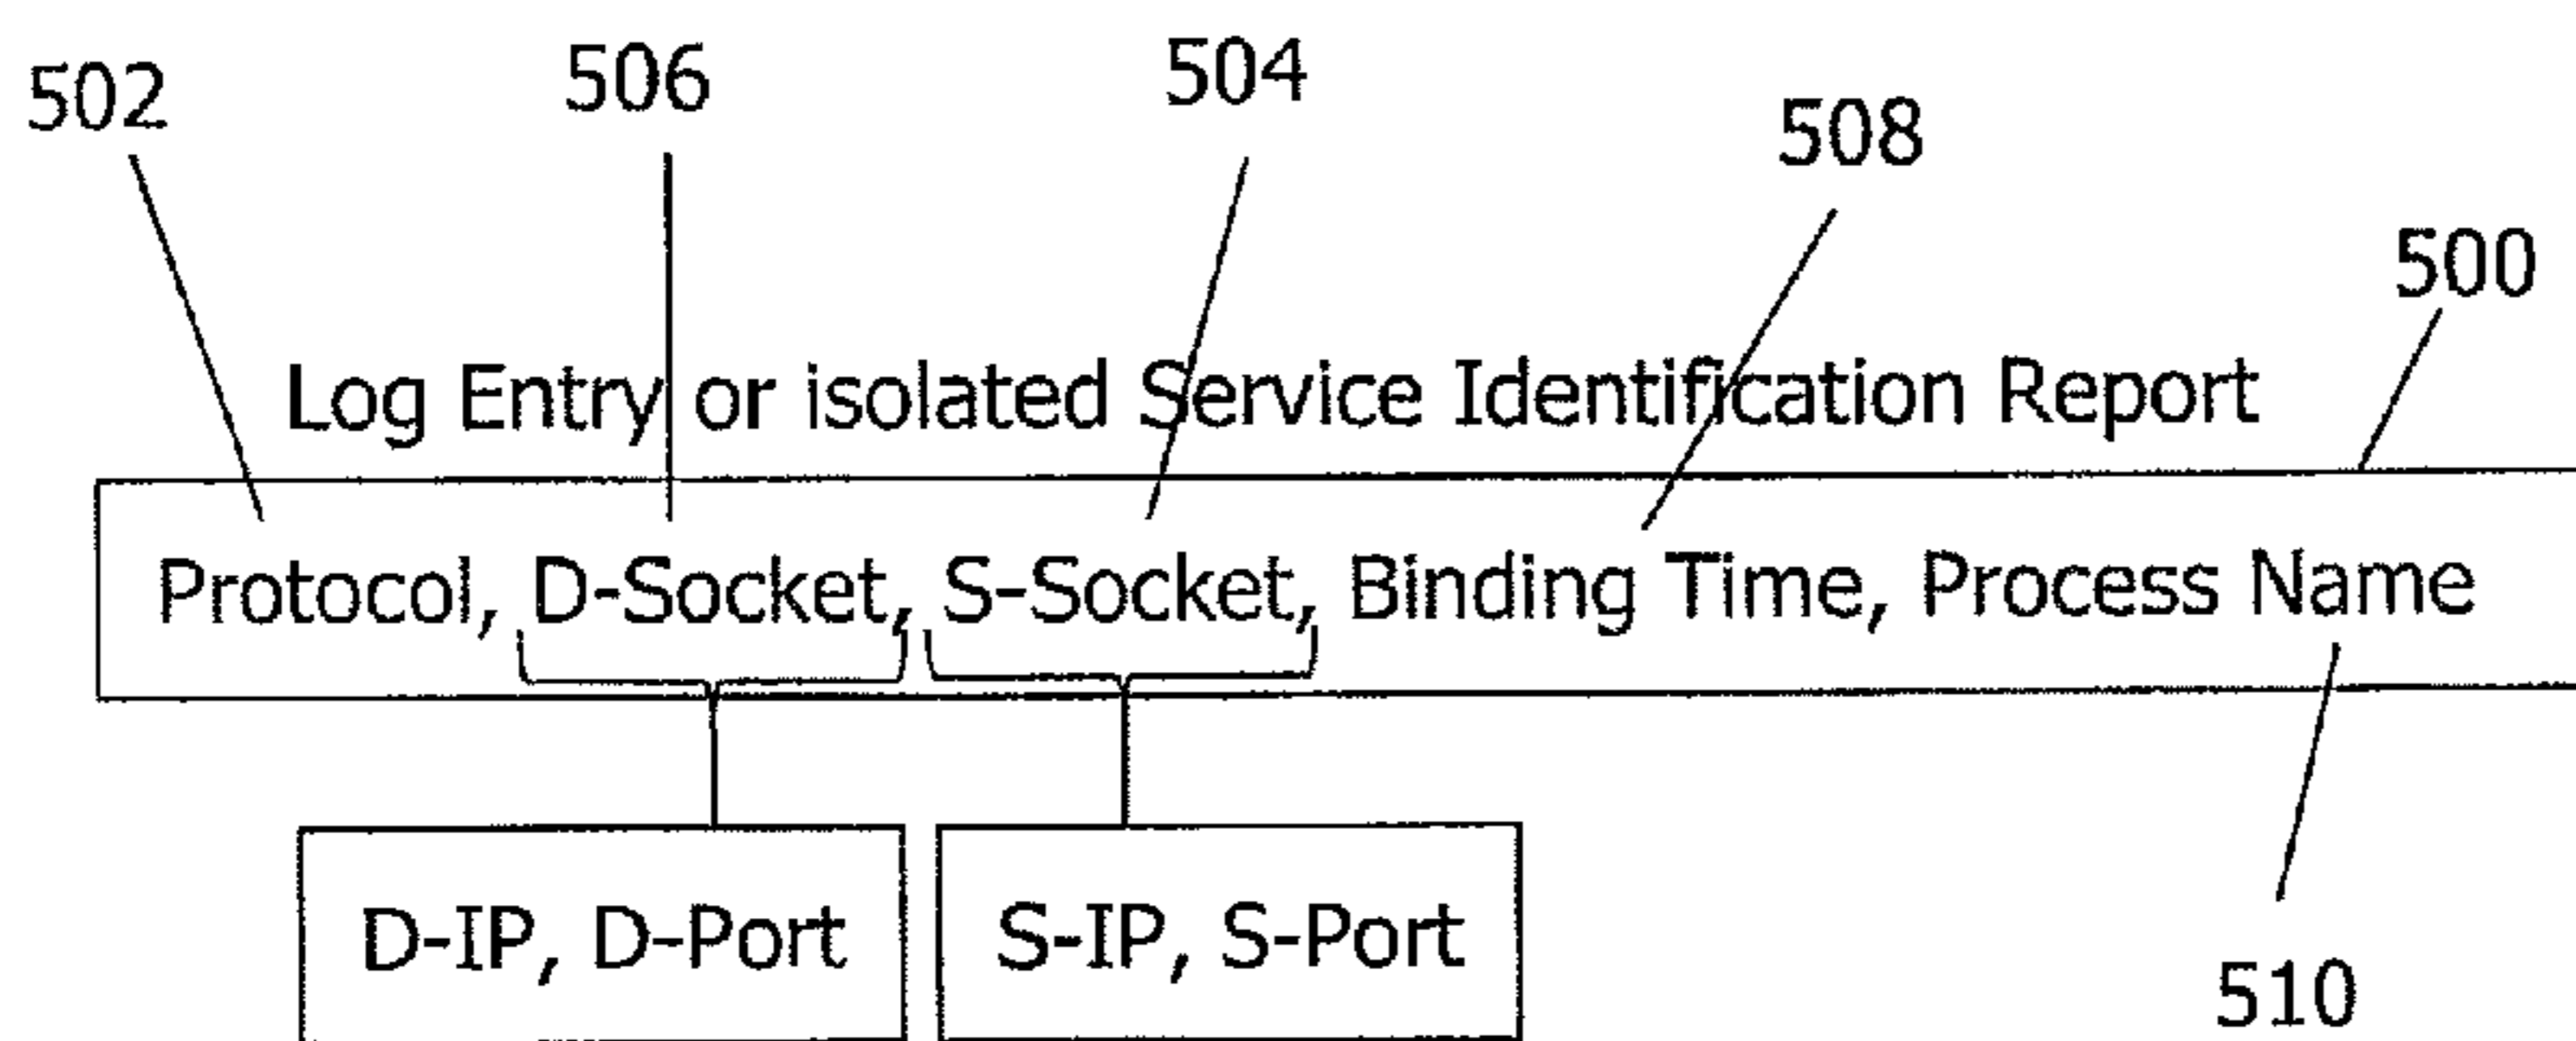 502 506 504 508
500
Log Entry or isolated Service Identification Report
Protocol, D-Socket, S-Socket, Binding Time, Process Name
D-IP, D-Port
S-IP, S-Port
510